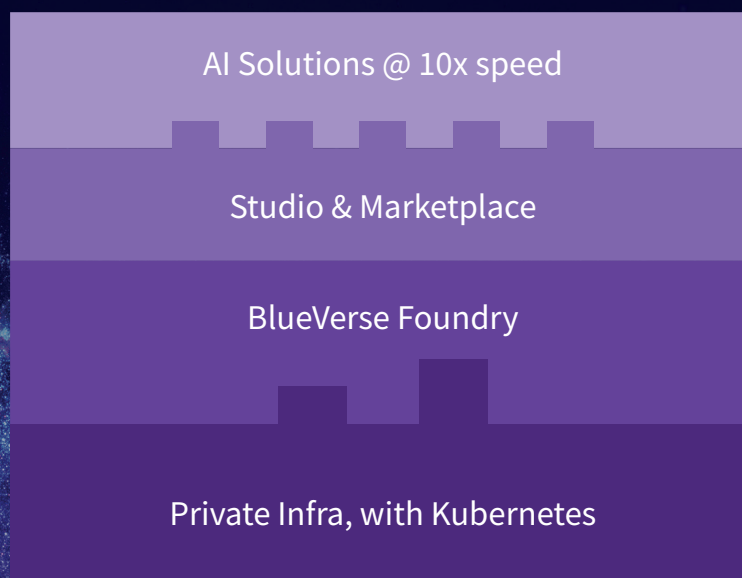 AI Solutions @ 10x speed
Studio & Marketplace
BlueVerse Foundry
Private Infra, with Kubernetes